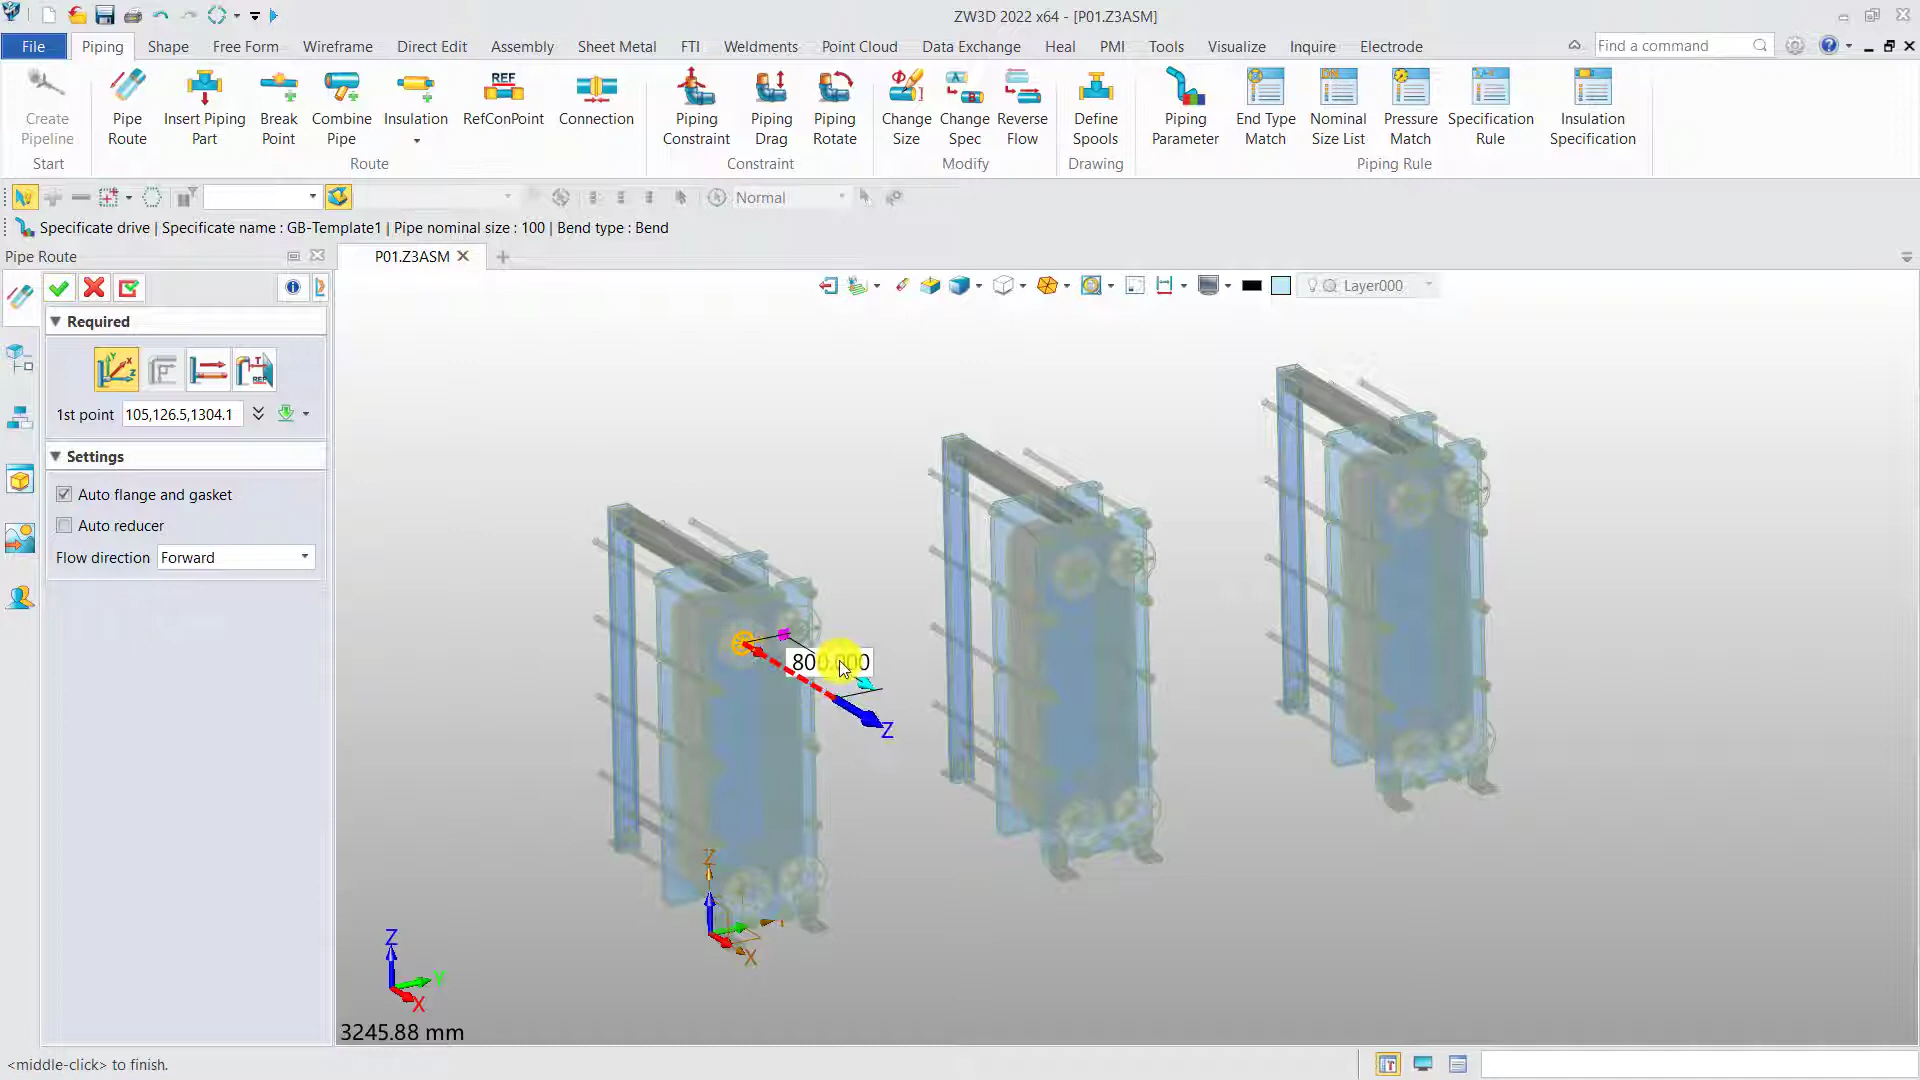 ZW3D 2022 x64 - [P01.Z3ASM]
File
Piping
Shape
Free Form
Wireframe
Direct Edit
Assembly
Sheet Metal
FTI
Weldments
Point Cloud
Data Exchange
Heal
PMI
Tools
Visualize
Inquire
Electrode
Find a command
Create Pipeline
Pipe Route
Insert Piping Part
Break Point
Combine Pipe
Insulation
REF
RefConPoint
Connection
Piping Constraint
Piping Drag
Piping Rotate
Change Size
Change Spec
Reverse Flow
Define Spools
Piping Parameter
End Type Match
Nominal Size List
Pressure Match
Specification Rule
Insulation Specification
Start
Route
Constraint
Modify
Drawing
Piping Rule
Normal
Specificate drive | Specificate name : GB-Template1 | Pipe nominal size : 100 | Bend type : Bend
Pipe Route
P01.Z3ASM
Layer000
Required
1st point
105,126.5,1304.1
Settings
Auto flange and gasket
Auto reducer
Flow direction
Forward
800.000
Z
Z
X
Z
Y
X
3245.88 mm
<middle-click> to finish.